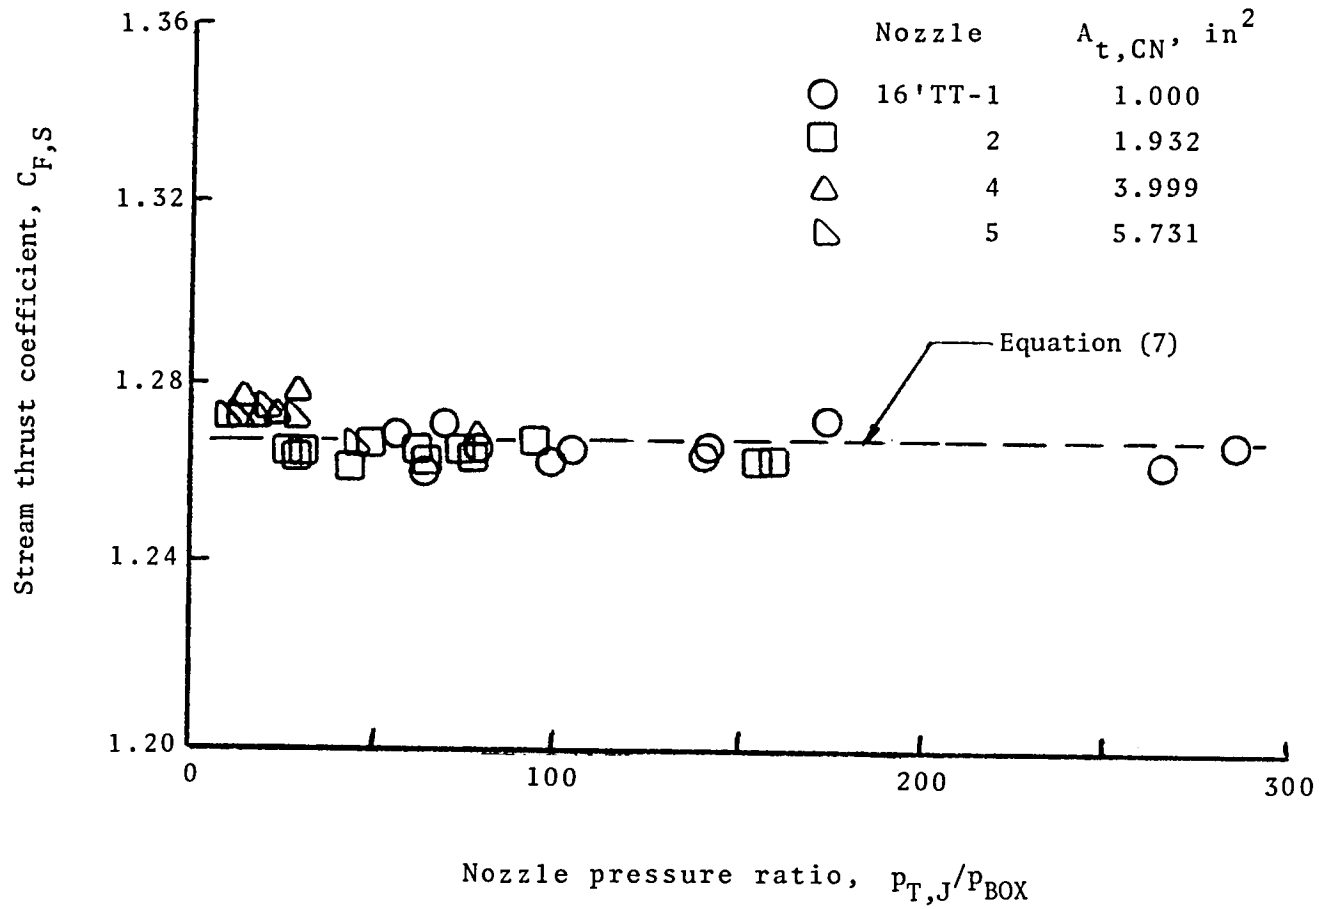 Nozzle A_t,CN, in^2
16'TT-1 1.000
2 1.932
4 3.999
5 5.731
1.36
1.32
1.28
1.24
1.20
Stream thrust coefficient, C_F,S
Equation (7)
0 100 200 300
Nozzle pressure ratio, p_T,J/p_BOX